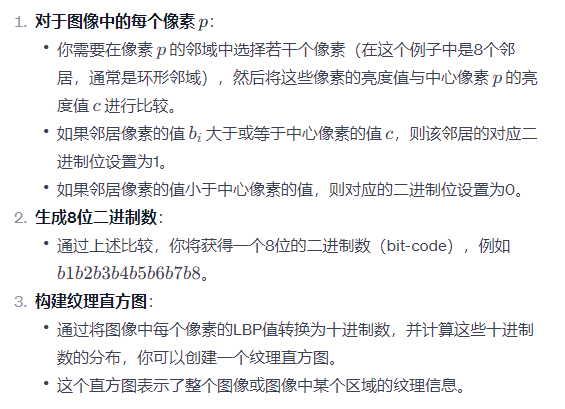 1. 对于图像中的每个像素 p：
• 你需要在像素 p 的邻域中选择若干个像素（在这个例子中是8个邻
居，通常是环形邻域），然后将这些像素的亮度值与中心像素 p 的亮
度值 c 进行比较。
• 如果邻居像素的值 b_i 大于或等于中心像素的值 c，则该邻居的对应二
进制位设置为1。
• 如果邻居像素的值小于中心像素的值，则对应的二进制位设置为0。
2. 生成8位二进制数：
• 通过上述比较，你将获得一个8位的二进制数（bit-code），例如
b1b2b3b4b5b6b7b8。
3. 构建纹理直方图：
• 通过将图像中每个像素的LBP值转换为十进制数，并计算这些十进制
数的分布，你可以创建一个纹理直方图。
• 这个直方图表示了整个图像或图像中某个区域的纹理信息。